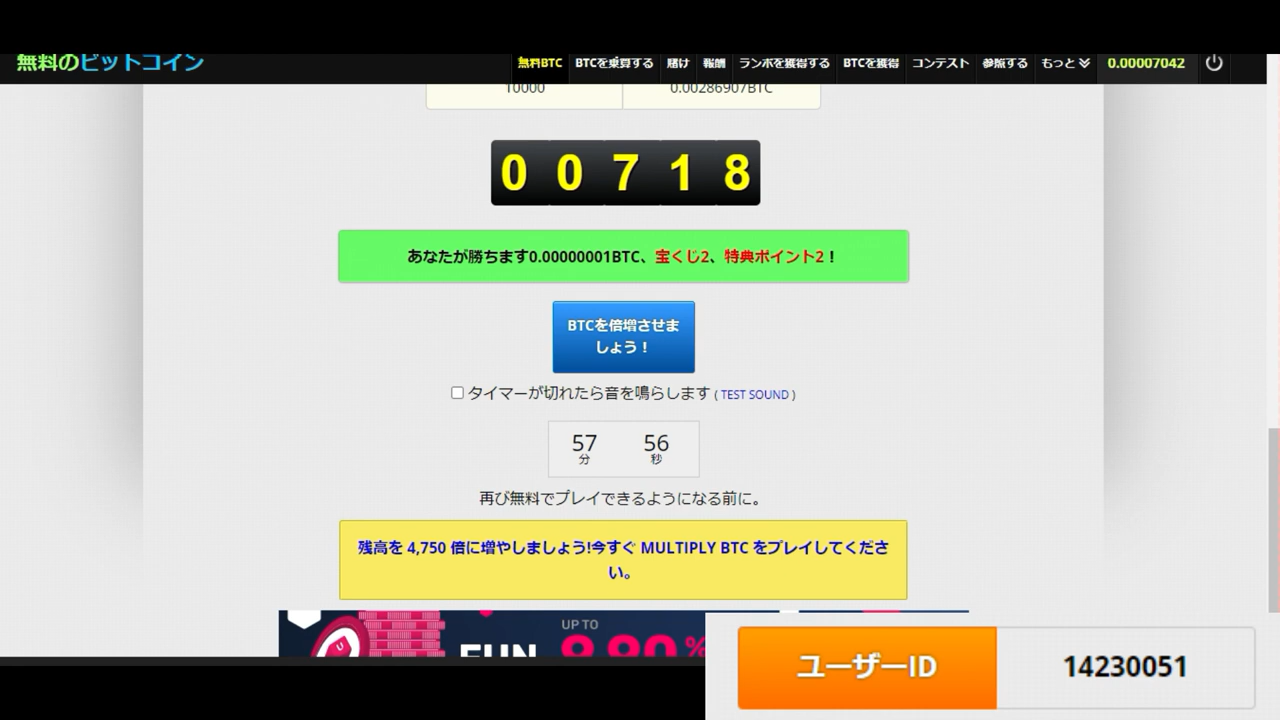 無料のビットコイン
無料BTC BTCを乗算する 賭け 報酬 ランボを獲得する BTCを獲得 コンテスト 参照する もっと 0.00007042
10000 0.00286907BTC
0 0 7 1 8
あなたが勝ちます0.00000001BTC、宝くじ2、特典ポイント2！
BTCを倍増させま
しょう！
タイマーが切れたら音を鳴らします ( TEST SOUND )
57 56
分 秒
再び無料でプレイできるようになる前に。
残高を 4,750 倍に増やしましょう!今すぐ MULTIPLY BTC をプレイしてくださ
い。
UP TO
FUN
ユーザーID 14230051